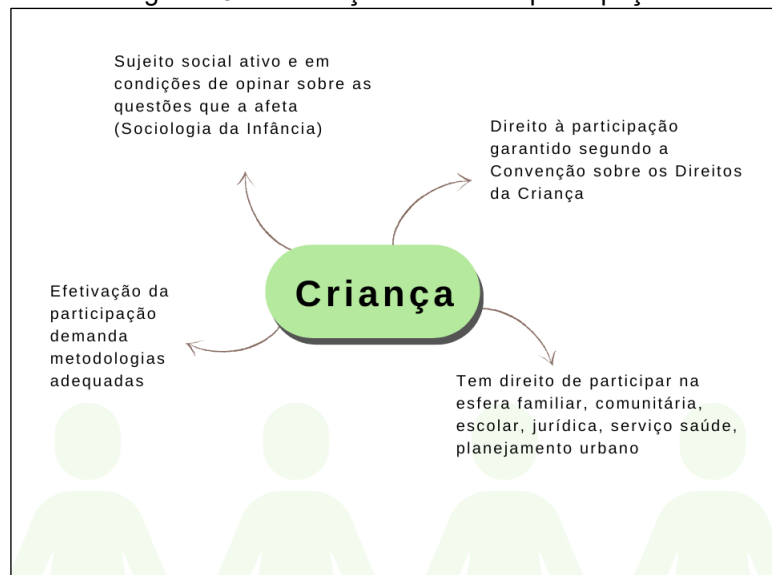 Sujeito social ativo e em
condições de opinar sobre as
questões que a afeta
(Sociologia da Infância)
Direito à participação
garantido segundo a
Convenção sobre os Direitos
da Criança
Criança
Efetivação da
participação
demanda
metodologias
adequadas
Tem direito de participar na
esfera familiar, comunitária,
escolar, jurídica, serviço saúde,
planejamento urbano